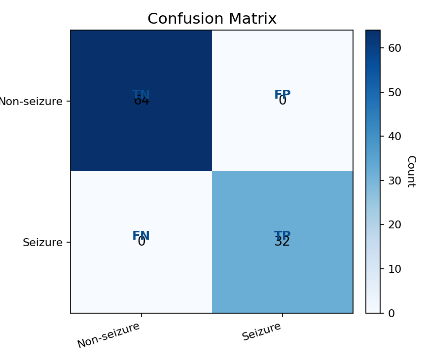 Confusion Matrix
Non-seizure
TN
64
FP
0
Seizure
FN
0
TP
32
Non-seizure
Seizure
60
50
40
30
20
10
0
Count